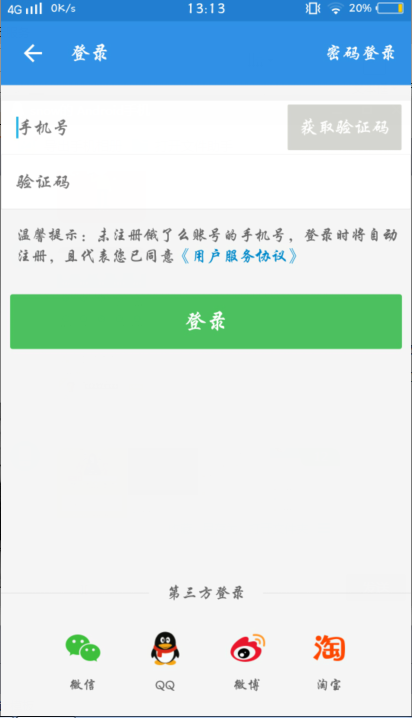 4G 0K/s 13:13 20%
登录 密码登录
手机号 获取验证码
验证码
温馨提示：未注册饿了么账号的手机号，登录时将自动
注册，且代表您已同意《用户服务协议》
登录
第三方登录
淘
微信 QQ 微博 淘宝